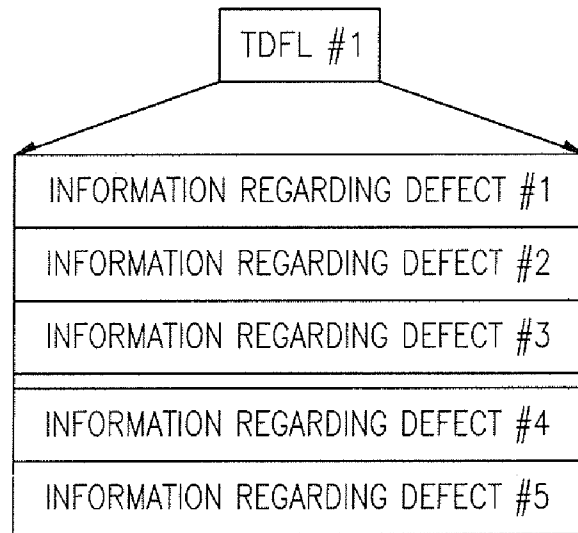 TDFL #1
INFORMATION REGARDING DEFECT #1
INFORMATION REGARDING DEFECT #2
INFORMATION REGARDING DEFECT #3
INFORMATION REGARDING DEFECT #4
INFORMATION REGARDING DEFECT #5